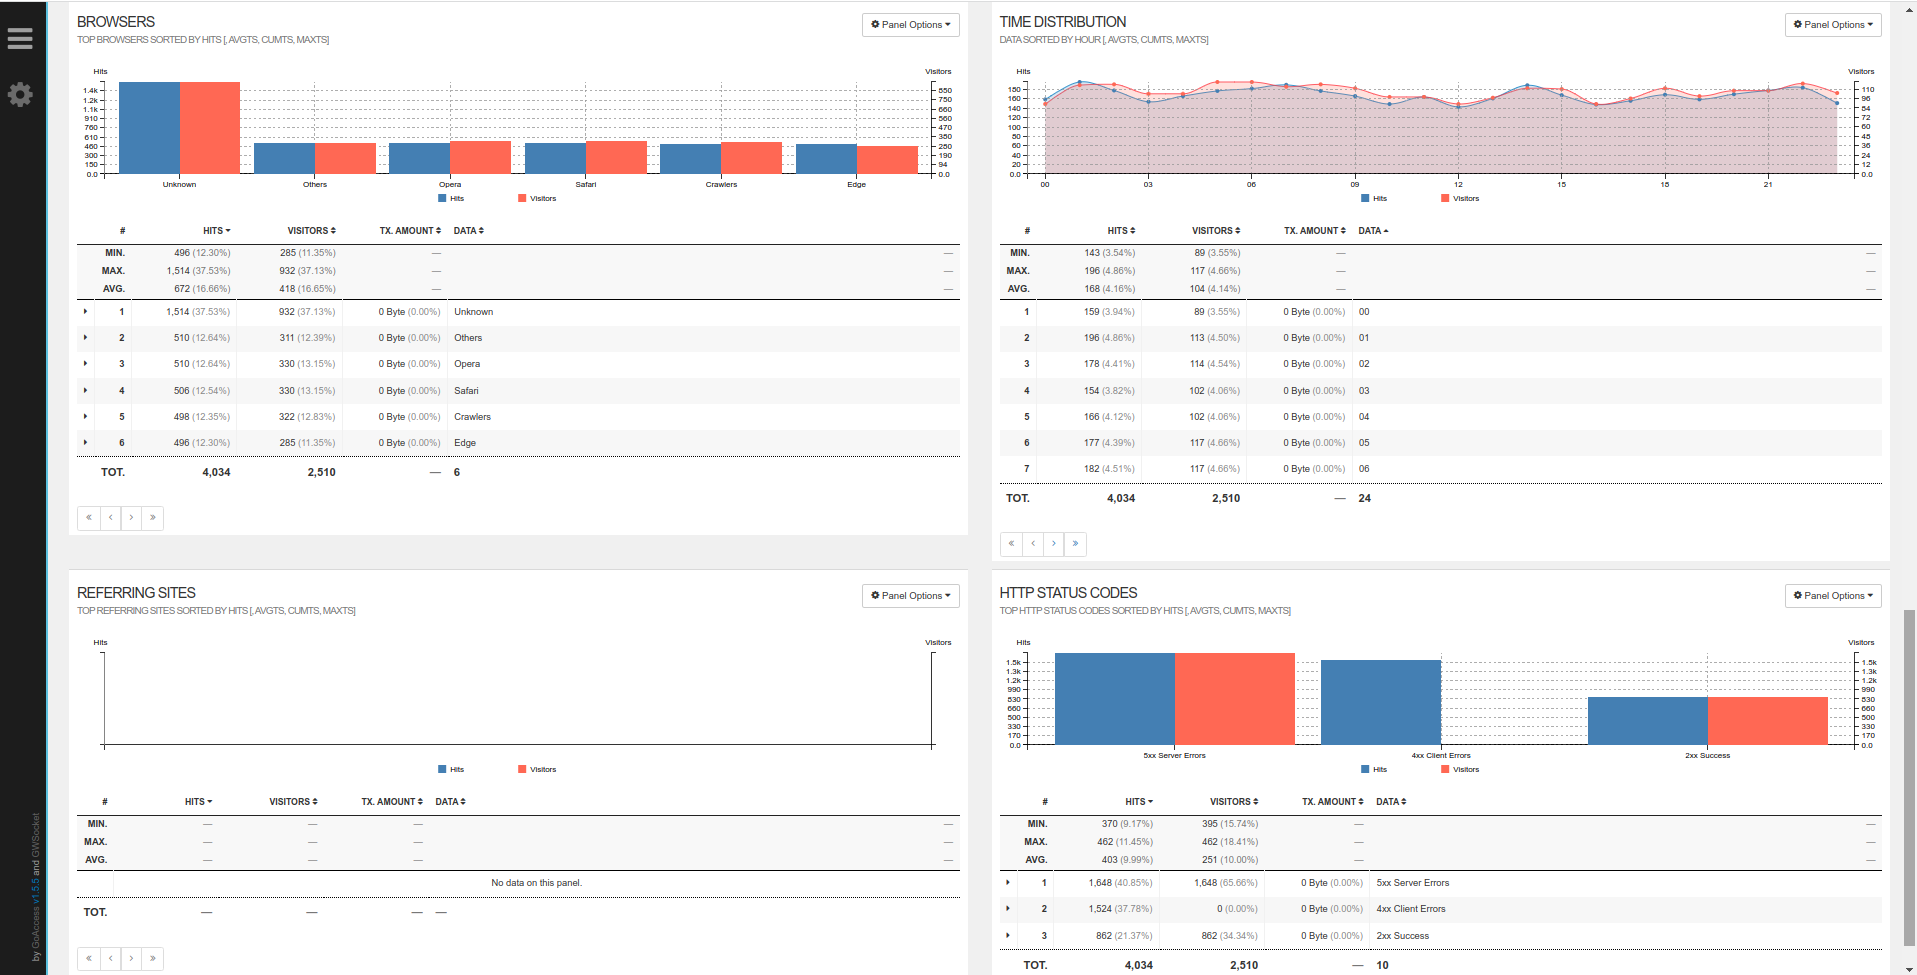 BROWSERS
Panel Options
TOP BROWSERS SORTED BY HITS [, AVGTS, CUMTS, MAXTS]
Hits Visitors
1.4k 850
1.2k 750
1.1k 660
910 560
760 470
610 380
460 280
300 190
150 94
0.0 0.0
Unknown Others Opera Safari Crawlers Edge
Hits Visitors
# HITS VISITORS TX. AMOUNT DATA
MIN. 496 (12.30%) 285 (11.35%) — —
MAX. 1,514 (37.53%) 932 (37.13%) — —
AVG. 672 (16.66%) 418 (16.65%) — —
1 1,514 (37.53%) 932 (37.13%) 0 Byte (0.00%) Unknown
2 510 (12.64%) 311 (12.39%) 0 Byte (0.00%) Others
3 510 (12.64%) 330 (13.15%) 0 Byte (0.00%) Opera
4 506 (12.54%) 330 (13.15%) 0 Byte (0.00%) Safari
5 498 (12.35%) 322 (12.83%) 0 Byte (0.00%) Crawlers
6 496 (12.30%) 285 (11.35%) 0 Byte (0.00%) Edge
TOT. 4,034 2,510 — 6
« ‹ › »
TIME DISTRIBUTION
Panel Options
DATA SORTED BY HOUR [, AVGTS, CUMTS, MAXTS]
Hits Visitors
180 110
160 96
140 84
120 72
100 60
80 48
60 36
40 24
20 12
0.0 0.0
00 03 06 09 12 15 18 21
Hits Visitors
# HITS VISITORS TX. AMOUNT DATA
MIN. 143 (3.54%) 89 (3.55%) — —
MAX. 196 (4.86%) 117 (4.66%) — —
AVG. 168 (4.16%) 104 (4.14%) — —
1 159 (3.94%) 89 (3.55%) 0 Byte (0.00%) 00
2 196 (4.86%) 113 (4.50%) 0 Byte (0.00%) 01
3 178 (4.41%) 114 (4.54%) 0 Byte (0.00%) 02
4 154 (3.82%) 102 (4.06%) 0 Byte (0.00%) 03
5 166 (4.12%) 102 (4.06%) 0 Byte (0.00%) 04
6 177 (4.39%) 117 (4.66%) 0 Byte (0.00%) 05
7 182 (4.51%) 117 (4.66%) 0 Byte (0.00%) 06
TOT. 4,034 2,510 — 24
« ‹ › »
REFERRING SITES
Panel Options
TOP REFERRING SITES SORTED BY HITS [, AVGTS, CUMTS, MAXTS]
Hits Visitors
Hits Visitors
# HITS VISITORS TX. AMOUNT DATA
MIN. — — — —
MAX. — — — —
AVG. — — — —
No data on this panel.
TOT. — — — —
« ‹ › »
HTTP STATUS CODES
Panel Options
TOP HTTP STATUS CODES SORTED BY HITS [, AVGTS, CUMTS, MAXTS]
Hits Visitors
1.5k 1.5k
1.3k 1.3k
1.2k 1.2k
990 990
830 830
660 660
500 500
330 330
170 170
0.0 0.0
5xx Server Errors 4xx Client Errors 2xx Success
Hits Visitors
# HITS VISITORS TX. AMOUNT DATA
MIN. 370 (9.17%) 395 (15.74%) — —
MAX. 462 (11.45%) 462 (18.41%) — —
AVG. 403 (9.99%) 251 (10.00%) — —
1 1,648 (40.85%) 1,648 (65.66%) 0 Byte (0.00%) 5xx Server Errors
2 1,524 (37.78%) 0 (0.00%) 0 Byte (0.00%) 4xx Client Errors
3 862 (21.37%) 862 (34.34%) 0 Byte (0.00%) 2xx Success
TOT. 4,034 2,510 — 10
by GoAccess v1.5.5 and GWSocket